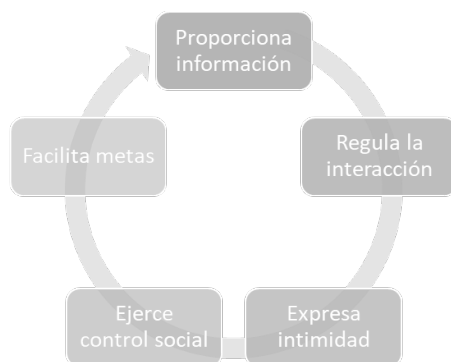 Proporciona
información
Regula la
interacción
Expresa
intimidad
Ejerce
control social
Facilita metas